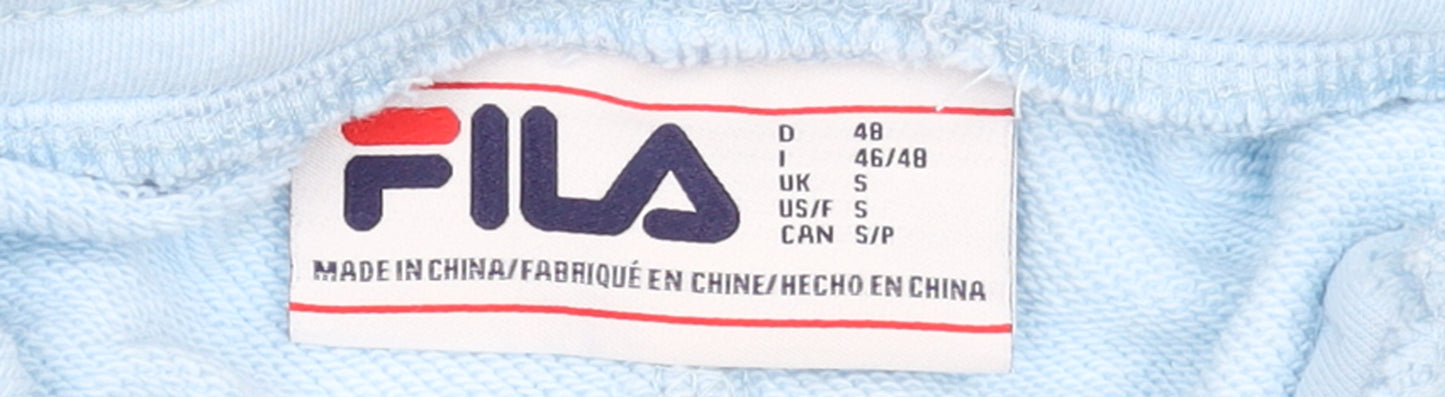 FILA
D 48
I 46/48
UK S
US/F S
CAN S/P
MADE IN CHINA/FABRIQUÉ EN CHINE/HECHO EN CHINA